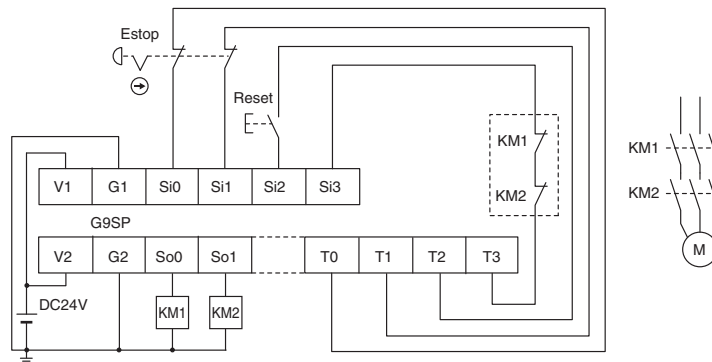 Estop
Reset
KM1
KM2
KM1
KM2
V1 G1 Si0 Si1 Si2 Si3
G9SP
V2 G2 So0 So1 T0 T1 T2 T3
M
DC24V
KM1 KM2